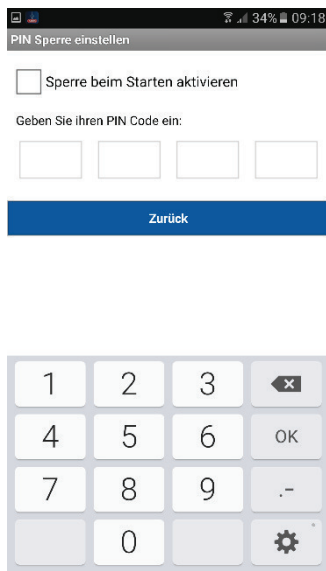 34% 09:18
PIN Sperre einstellen
Sperre beim Starten aktivieren
Geben Sie ihren PIN Code ein:
Zurück
1 2 3
4 5 6 OK
7 8 9 .-
0